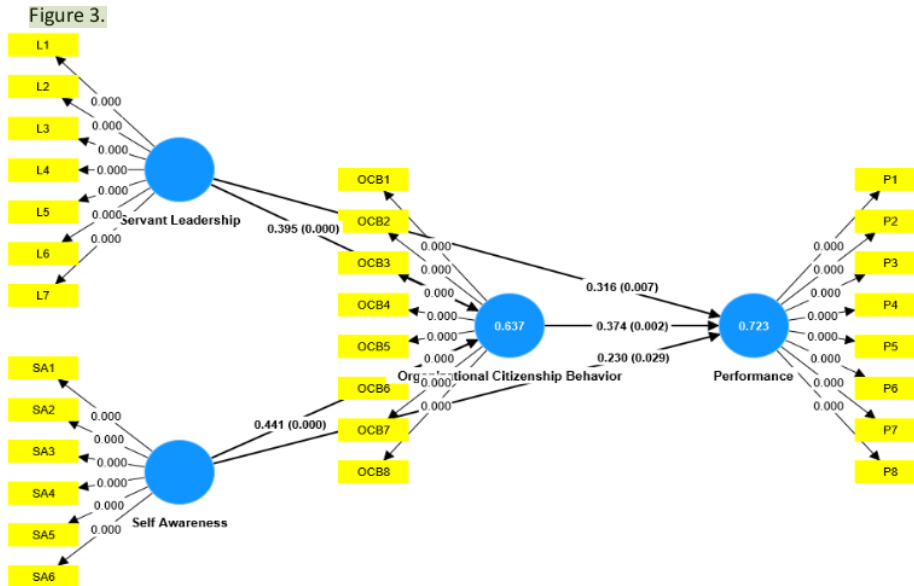 Figure 3.
L1
L2
L3
L4
L5
L6
L7
0.000
0.000
0.000
0.000
0.000
0.000
0.000
Servant Leadership
SA1
SA2
SA3
SA4
SA5
SA6
0.000
0.000
0.000
0.000
0.000
0.000
Self Awareness
0.395 (0.000)
0.441 (0.000)
OCB1
OCB2
OCB3
OCB4
OCB5
OCB6
OCB7
OCB8
0.000
0.000
0.000
0.000
0.000
0.000
0.000
0.000
0.637
Organizational Citizenship Behavior
0.316 (0.007)
0.374 (0.002)
0.230 (0.029)
0.723
Performance
0.000
0.000
0.000
0.000
0.000
0.000
0.000
0.000
P1
P2
P3
P4
P5
P6
P7
P8